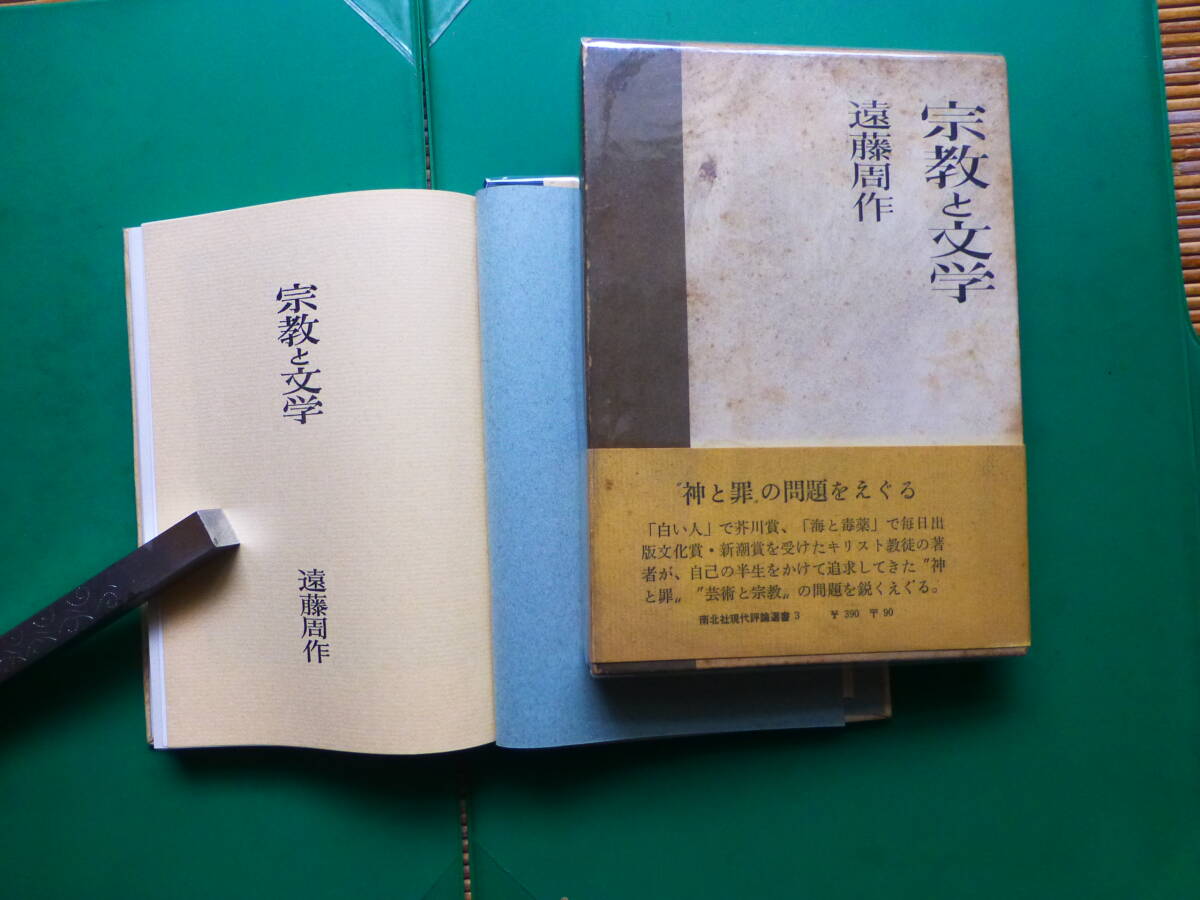 宗教と文学
遠藤周作
宗教と文学
遠藤周作
〝神と罪〟の問題をえぐる
「白い人」で芥川賞、「海と毒薬」で毎日出
版文化賞・新潮賞を受けたキリスト教徒の著
者が、自己の半生をかけて追求してきた〝神
と罪〟〝芸術と宗教〟の問題を鋭くえぐる。
南北社現代評論選書3 ¥390 〒90